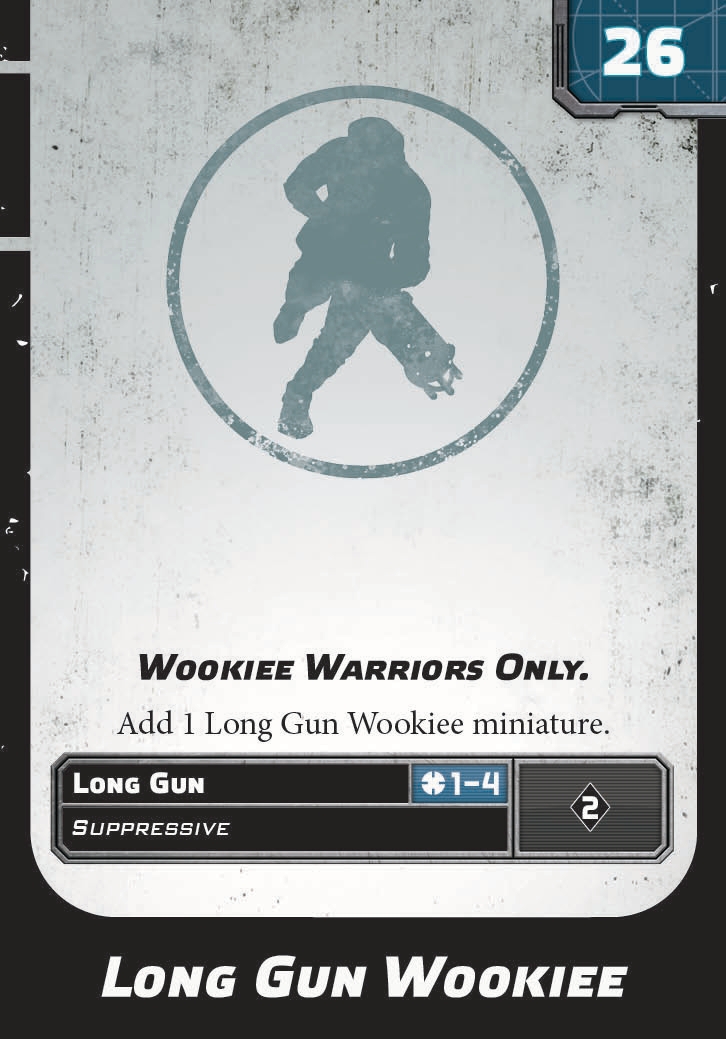 26
Wookiee Warriors Only.
Add 1 Long Gun Wookiee miniature.
Long Gun 1–4
Suppressive
2
Long Gun Wookiee